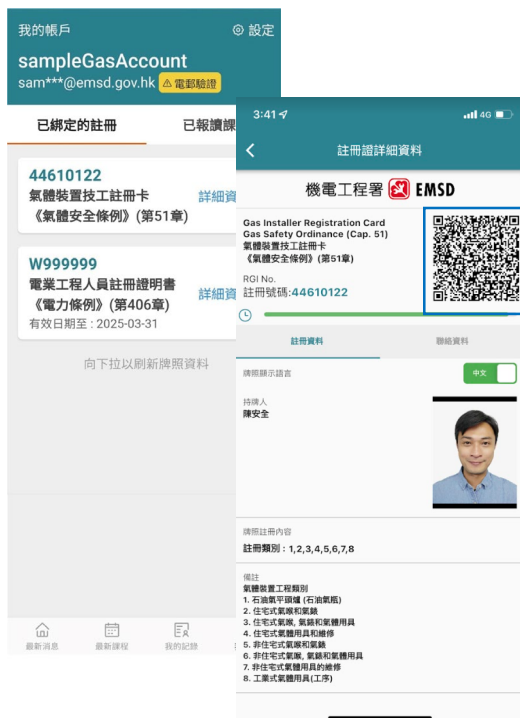 我的帳戶
設定
sampleGasAccount
sam***@emsd.gov.hk
電郵驗證
已綁定的註冊
已報讀課
44610122
氣體裝置技工註冊卡
《氣體安全條例》(第51章)
詳細資
W999999
電業工程人員註冊證明書
《電力條例》(第406章)
有效日期至 : 2025-03-31
詳細資
向下拉以刷新牌照資料
最新消息
最新課程
我的記錄
3:41
4G
註冊證詳細資料
機電工程署 EMSD
Gas Installer Registration Card
Gas Safety Ordinance (Cap. 51)
氣體裝置技工註冊卡
《氣體安全條例》(第51章)
RGI No.
註冊號碼:44610122
註冊資料
聯絡資料
牌照顯示語言
中文
持牌人
陳安全
牌照註冊內容
註冊類別 : 1,2,3,4,5,6,7,8
備註
氣體裝置工程類別
1. 石油氣平頭爐 (石油氣瓶)
2. 住宅式氣喉和氣錶
3. 住宅式氣喉, 氣錶和氣體用具
4. 住宅式氣體用具和維修
5. 非住宅式氣喉和氣錶
6. 非住宅式氣喉, 氣錶和氣體用具
7. 非住宅式氣體用具的維修
8. 工業式氣體用具(工序)